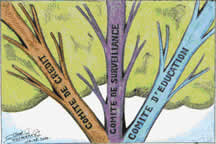 COMITÉ DE CRÉDIT
COMITÉ DE SURVEILLANCE
COMITÉ D'ÉDUCATION